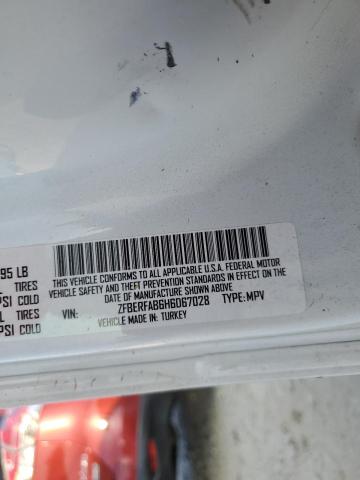 95 LB
TIRES
PSI COLD
TIRES
PSI COLD
THIS VEHICLE CONFORMS TO ALL APPLICABLE U.S.A. FEDERAL MOTOR
VEHICLE SAFETY AND THEFT PREVENTION STANDARDS IN EFFECT ON THE
DATE OF MANUFACTURE SHOWN ABOVE
VIN: ZFBERFAB6H6D67028 TYPE: MPV
VEHICLE MADE IN: TURKEY